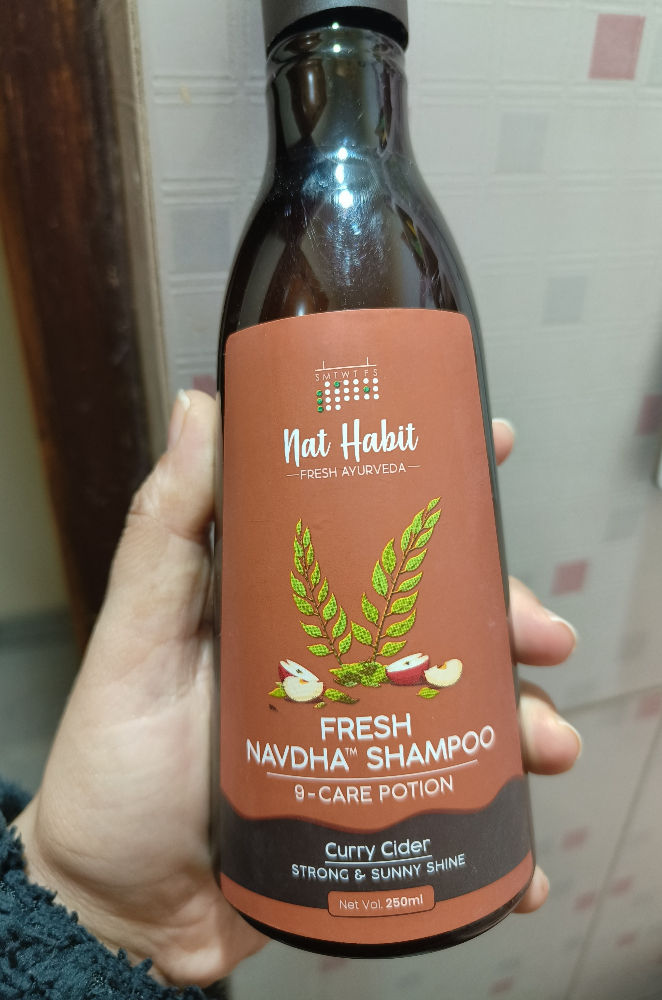 S M T W T F S
Nat Habit
FRESH AYURVEDA
FRESH
NAVDHA™ SHAMPOO
9-CARE POTION
Curry Cider
STRONG & SUNNY SHINE
Net Vol. 250ml